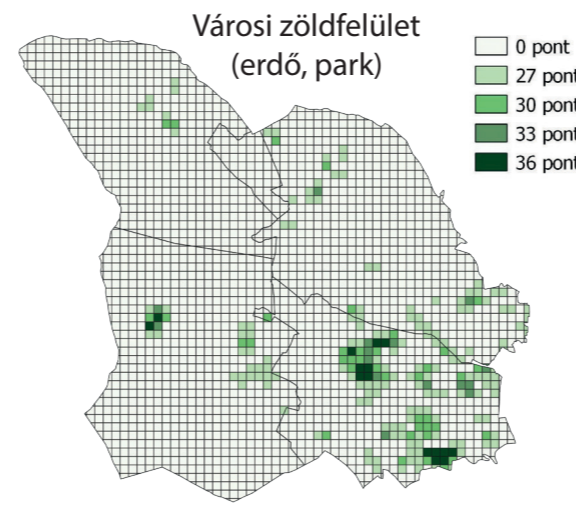 Városi zöldfelület
(erdő, park)
0 pont
27 pont
30 pont
33 pont
36 pont